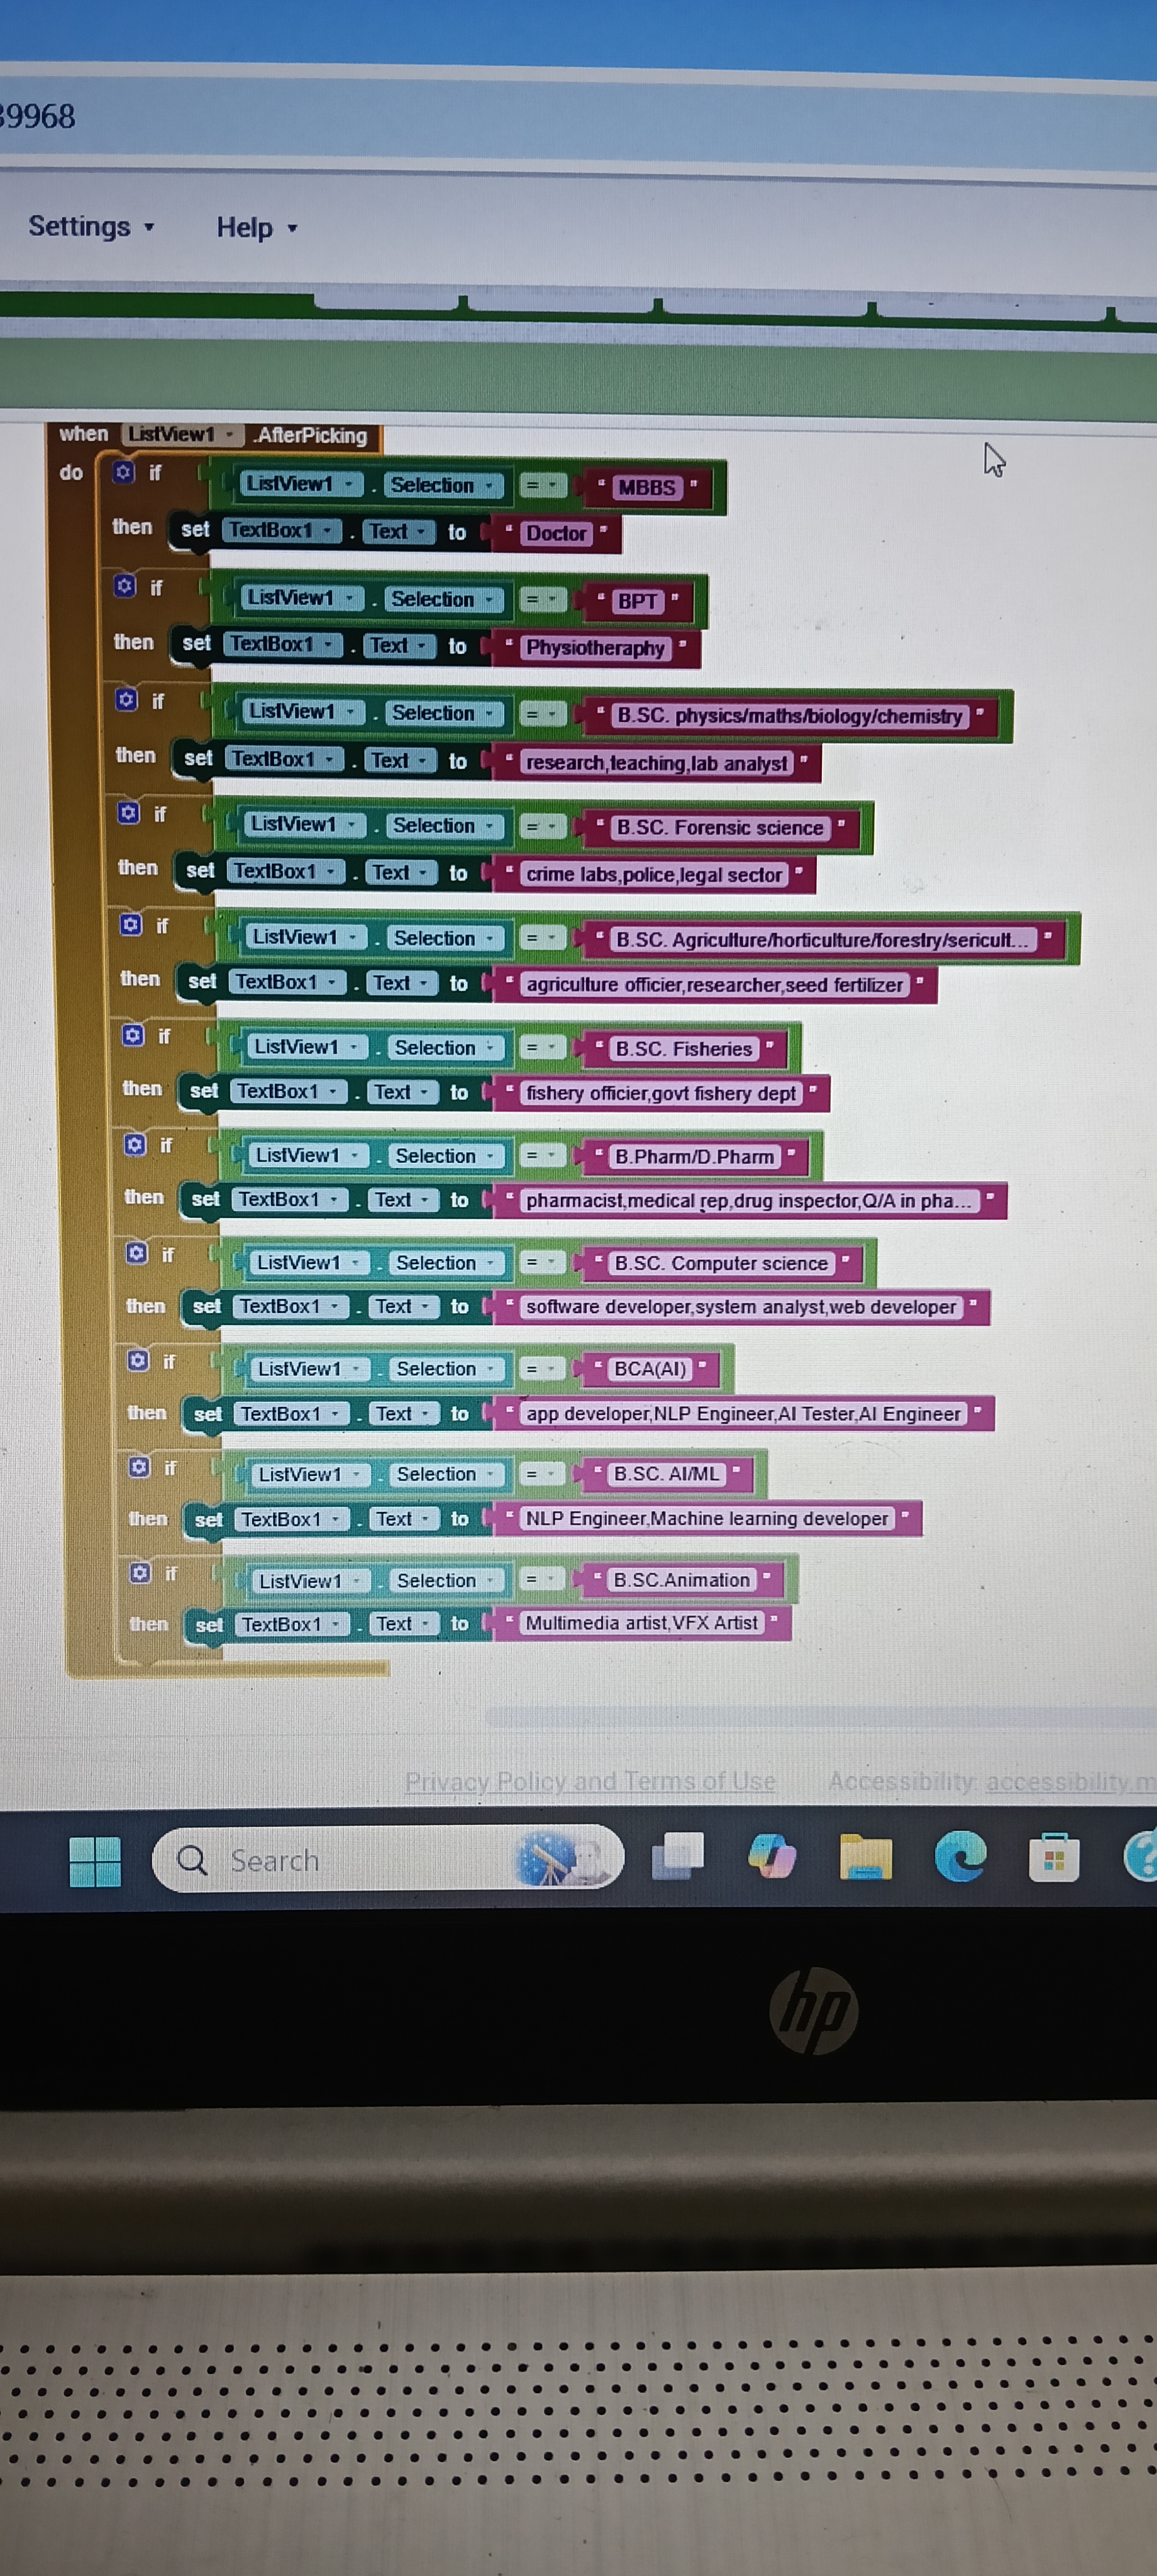 39968
Settings ▾ Help ▾
when ListView1 .AfterPicking
do if ListView1 . Selection = " MBBS "
then set TextBox1 . Text to " Doctor "
if ListView1 . Selection = " BPT "
then set TextBox1 . Text to " Physiotheraphy "
if ListView1 . Selection = " B.SC. physics/maths/biology/chemistry "
then set TextBox1 . Text to " research,teaching,lab analyst "
if ListView1 . Selection = " B.SC. Forensic science "
then set TextBox1 . Text to " crime labs,police,legal sector "
if ListView1 . Selection = " B.SC. Agriculture/horticulture/forestry/sericult... "
then set TextBox1 . Text to " agriculture officier,researcher,seed fertilizer "
if ListView1 . Selection = " B.SC. Fisheries "
then set TextBox1 . Text to " fishery officier,govt fishery dept "
if ListView1 . Selection = " B.Pharm/D.Pharm "
then set TextBox1 . Text to " pharmacist,medical rep,drug inspector,Q/A in pha... "
if ListView1 . Selection = " B.SC. Computer science "
then set TextBox1 . Text to " software developer,system analyst,web developer "
if ListView1 . Selection = " BCA(AI) "
then set TextBox1 . Text to " app developer,NLP Engineer,AI Tester,AI Engineer "
if ListView1 . Selection = " B.SC. AI/ML "
then set TextBox1 . Text to " NLP Engineer,Machine learning developer "
if ListView1 . Selection = " B.SC.Animation "
then set TextBox1 . Text to " Multimedia artist,VFX Artist "
Privacy Policy and Terms of Use Accessibility: accessibility.m
Search
hp